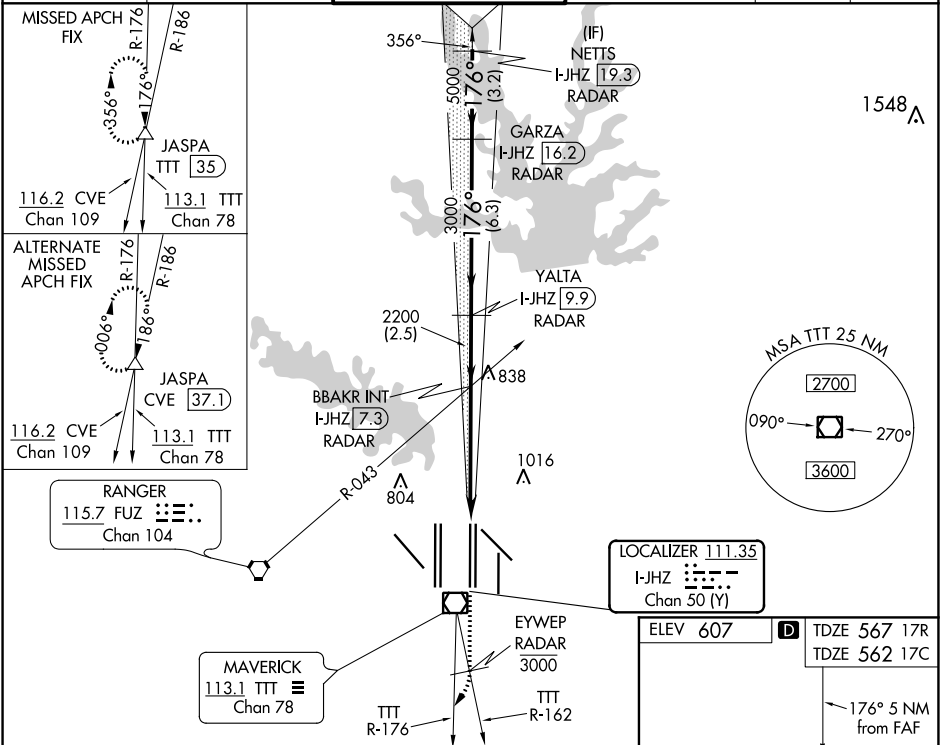 MISSED APCH
FIX
R-176
R-186
356°
176°
JASPA
TTT 35
116.2 CVE
Chan 109
113.1 TTT
Chan 78
ALTERNATE
MISSED
APCH FIX
R-176
R-186
006°
186°
JASPA
CVE 37.1
116.2 CVE
Chan 109
113.1 TTT
Chan 78
356°
(IF)
NETTS
I-JHZ 19.3
RADAR
5000
176°
(3.2)
GARZA
I-JHZ 16.2
RADAR
3000
176°
(6.3)
YALTA
I-JHZ 9.9
RADAR
2200
(2.5)
BBAKR INT
I-JHZ 7.3
RADAR
838
1016
804
1548
R-043
MSA TTT 25 NM
2700
090°
270°
3600
RANGER
115.7 FUZ
Chan 104
LOCALIZER 111.35
I-JHZ
Chan 50 (Y)
MAVERICK
113.1 TTT
Chan 78
EYWEP
RADAR
3000
TTT
R-176
TTT
R-162
ELEV 607
D
TDZE 567 17R
TDZE 562 17C
176° 5 NM
from FAF